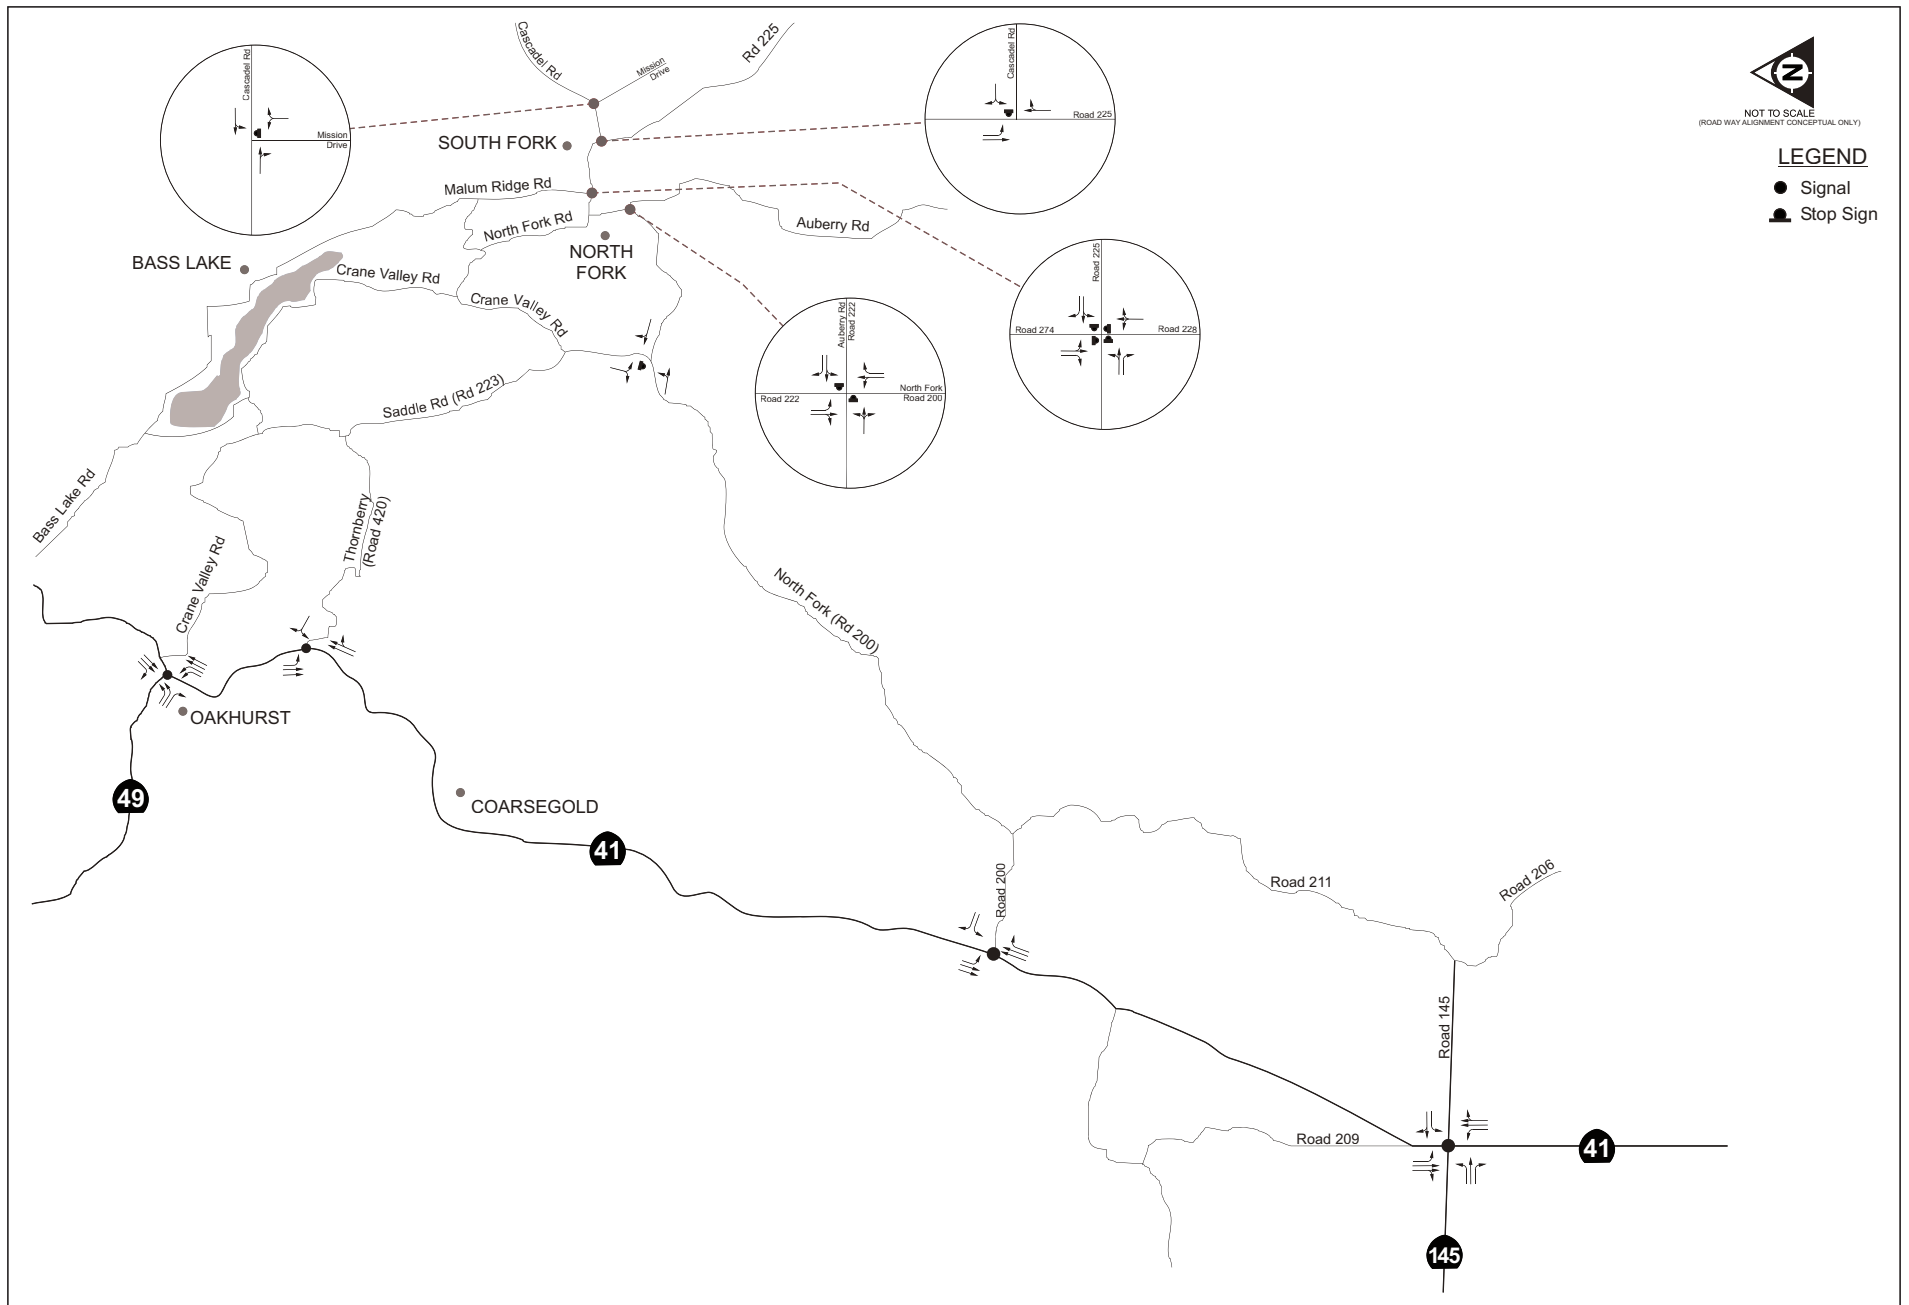 Cascadel Rd
Mission
Drive
Cascadel Rd
Mission
Drive
Rd 225
Cascadel Rd
Road 225
N
NOT TO SCALE
(ROAD WAY ALIGNMENT CONCEPTUAL ONLY)
LEGEND
Signal
Stop Sign
SOUTH FORK
Malum Ridge Rd
North Fork Rd
NORTH
FORK
Auberry Rd
BASS LAKE
Crane Valley Rd
Crane Valley Rd
Road 225
Road 274
Road 228
Auberry Rd
Road 222
Road 222
North Fork
Road 200
Saddle Rd (Rd 223)
Bass Lake Rd
Thornberry
(Road 420)
Crane Valley Rd
North Fork (Rd 200)
OAKHURST
49
COARSEGOLD
41
Road 200
Road 211
Road 206
Road 145
Road 209
41
145